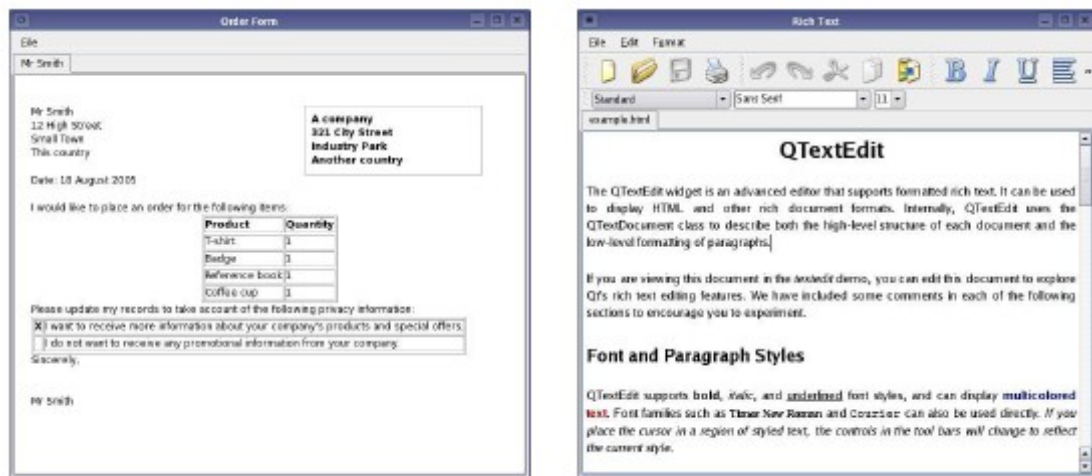 Order Form
File
Mr Smith
Mr Smith
12 High Street
Small Town
This country
A company
321 City Street
Industry Park
Another country
Date: 18 August 2005
I would like to place an order for the following items:
Product Quantity
T-shirt 1
Badge 1
Reference book 1
Coffee cup 1
Please update my records to take account of the following privacy information:
X I want to receive more information about your company's products and special offers.
I do not want to receive any promotional information from your company.
Sincerely,
Mr Smith
Rich Text
File Edit Format
B I U
Standard Sans Serif 11
example.html
QTextEdit
The QTextEdit widget is an advanced editor that supports formatted rich text. It can be used
to display HTML and other rich document formats. Internally, QTextEdit uses the
QTextDocument class to describe both the high-level structure of each document and the
low-level formatting of paragraphs.
If you are viewing this document in the textedit demo, you can edit this document to explore
Qt's rich text editing features. We have included some comments in each of the following
sections to encourage you to experiment.
Font and Paragraph Styles
QTextEdit supports bold, italic, and underlined font styles, and can display multicolored
text. Font families such as Times New Roman and Courier can also be used directly. If you
place the cursor in a region of styled text, the controls in the tool bars will change to reflect
the current style.